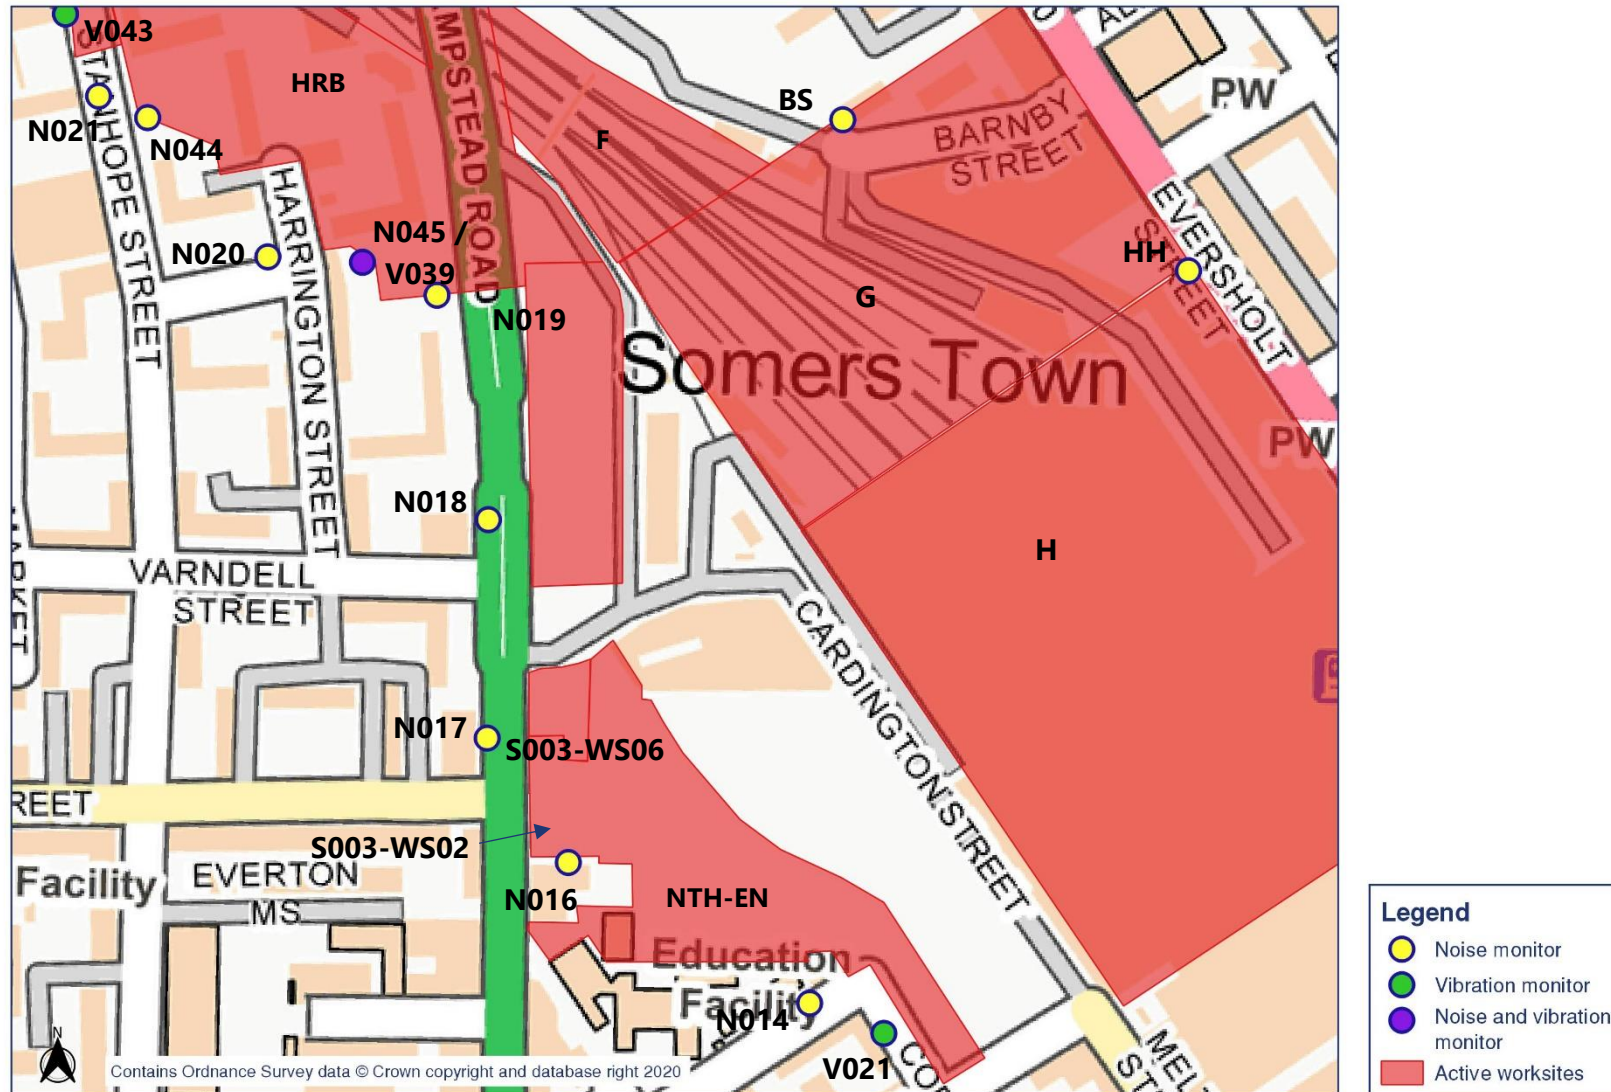 V043
HRB
AMPSTEAD ROAD
BS
PW
N021
STANHOPE STREET
N044
F
BARNBY
STREET
HARRINGTON STREET
N020
N045 /
V039
EVERSHOLT
STREET
HH
N019
G
Somers Town
PW
N018
H
VARNDELL
STREET
MARKET
CARDINGTON STREET
N017
S003-WS06
REET
S003-WS02
EVERTON
MS
Facility
N016
NTH-EN
Education
Facility
N014
V021
N
Contains Ordnance Survey data © Crown copyright and database right 2020
Legend
Noise monitor
Vibration monitor
Noise and vibration
monitor
Active worksites